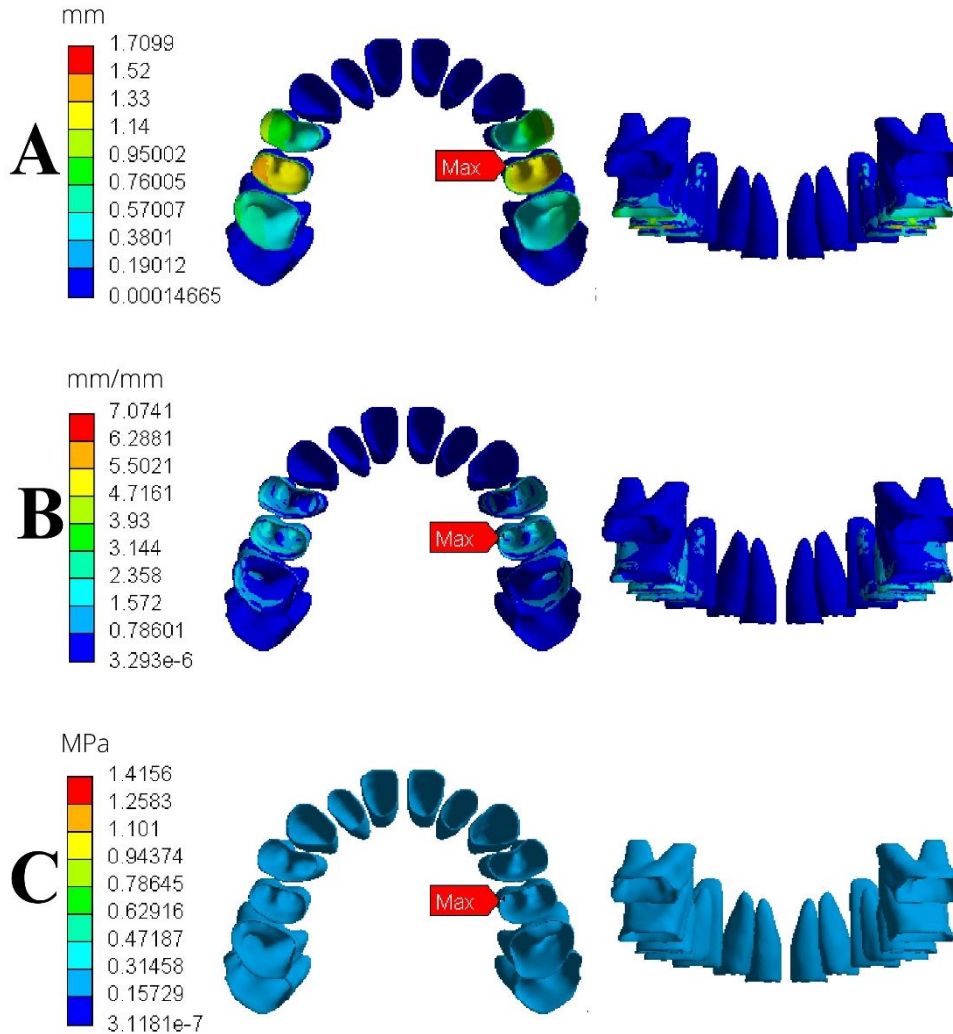 mm
A
1.7099
1.52
1.33
1.14
0.95002
0.76005
0.57007
0.3801
0.19012
0.00014665
Max
mm/mm
B
7.0741
6.2881
5.5021
4.7161
3.93
3.144
2.358
1.572
0.78601
3.293e-6
Max
MPa
C
1.4156
1.2583
1.101
0.94374
0.78645
0.62916
0.47187
0.31458
0.15729
3.1181e-7
Max